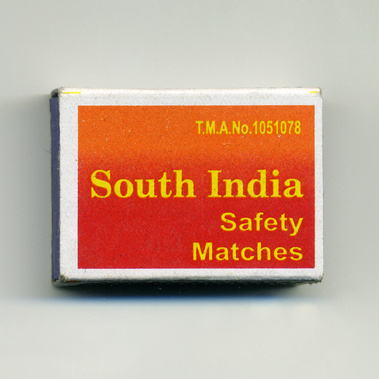 T.M.A.No.1051078
South India
Safety
Matches